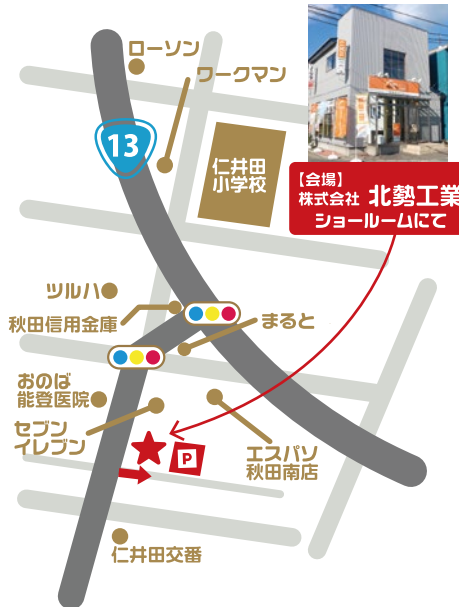 ローソン
ワークマン
13
仁井田
小学校
【会場】
株式会社 北勢工業
ショールームにて
ツルハ
秋田信用金庫
まると
おのば
能登医院
セブン
イレブン
P
エスパソ
秋田南店
仁井田交番